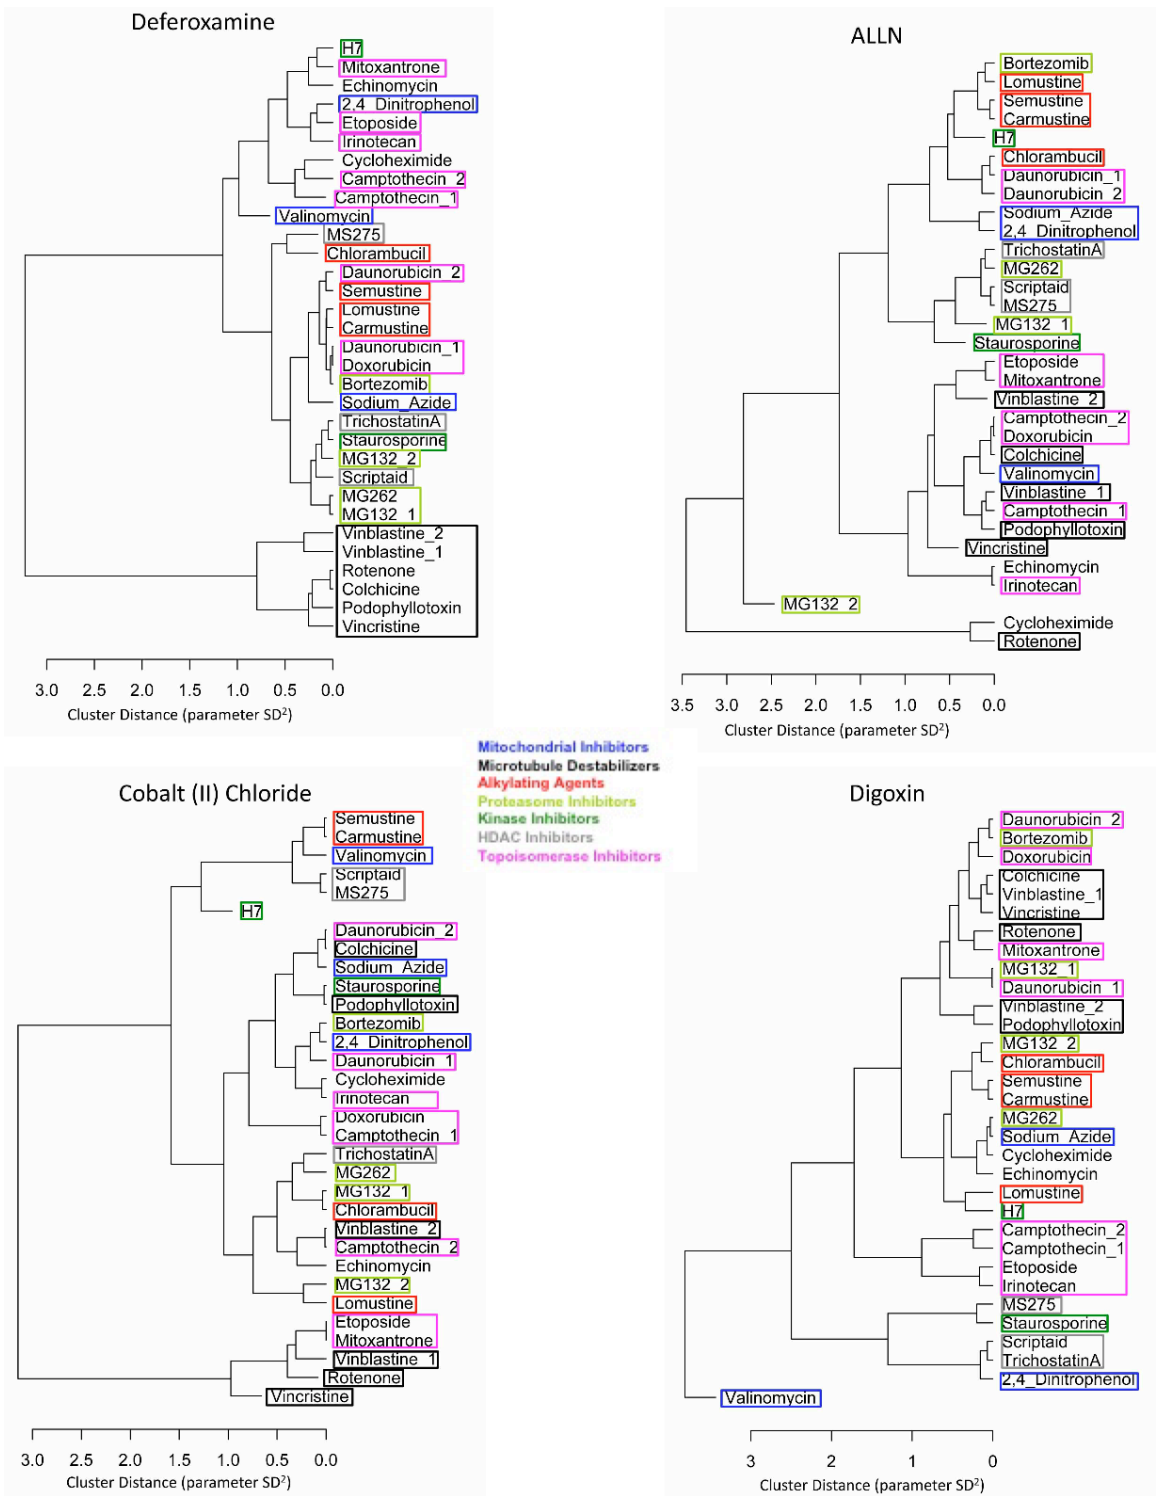 Deferoxamine
H7
Mitoxantrone
Echinomycin
2,4_Dinitrophenol
Etoposide
Irinotecan
Cycloheximide
Camptothecin_2
Camptothecin_1
Valinomycin
MS275
Chlorambucil
Daunorubicin_2
Semustine
Lomustine
Carmustine
Daunorubicin_1
Doxorubicin
Bortezomib
Sodium_Azide
TrichostatinA
Staurosporine
MG132_2
Scriptaid
MG262
MG132_1
Vinblastine_2
Vinblastine_1
Rotenone
Colchicine
Podophyllotoxin
Vincristine
3.0 2.5 2.0 1.5 1.0 0.5 0.0
Cluster Distance (parameter SD²)
ALLN
Bortezomib
Lomustine
Semustine
Carmustine
H7
Chlorambucil
Daunorubicin_1
Daunorubicin_2
Sodium_Azide
2,4_Dinitrophenol
TrichostatinA
MG262
Scriptaid
MS275
MG132_1
Staurosporine
Etoposide
Mitoxantrone
Vinblastine_2
Camptothecin_2
Doxorubicin
Colchicine
Valinomycin
Vinblastine_1
Camptothecin_1
Podophyllotoxin
Vincristine
Echinomycin
Irinotecan
MG132_2
Cycloheximide
Rotenone
3.5 3.0 2.5 2.0 1.5 1.0 0.5 0.0
Cluster Distance (parameter SD²)
Mitochondrial Inhibitors
Microtubule Destabilizers
Alkylating Agents
Proteasome Inhibitors
Kinase Inhibitors
HDAC Inhibitors
Topoisomerase Inhibitors
Cobalt (II) Chloride
Semustine
Carmustine
Valinomycin
Scriptaid
MS275
H7
Daunorubicin_2
Colchicine
Sodium_Azide
Staurosporine
Podophyllotoxin
Bortezomib
2,4_Dinitrophenol
Daunorubicin_1
Cycloheximide
Irinotecan
Doxorubicin
Camptothecin_1
TrichostatinA
MG262
MG132_1
Chlorambucil
Vinblastine_2
Camptothecin_2
Echinomycin
MG132_2
Lomustine
Etoposide
Mitoxantrone
Vinblastine_1
Rotenone
Vincristine
3.0 2.5 2.0 1.5 1.0 0.5 0.0
Cluster Distance (parameter SD²)
Digoxin
Daunorubicin_2
Bortezomib
Doxorubicin
Colchicine
Vinblastine_1
Vincristine
Rotenone
Mitoxantrone
MG132_1
Daunorubicin_1
Vinblastine_2
Podophyllotoxin
MG132_2
Chlorambucil
Semustine
Carmustine
MG262
Sodium_Azide
Cycloheximide
Echinomycin
Lomustine
H7
Camptothecin_2
Camptothecin_1
Etoposide
Irinotecan
MS275
Staurosporine
Scriptaid
TrichostatinA
2,4_Dinitrophenol
Valinomycin
3 2 1 0
Cluster Distance (parameter SD²)